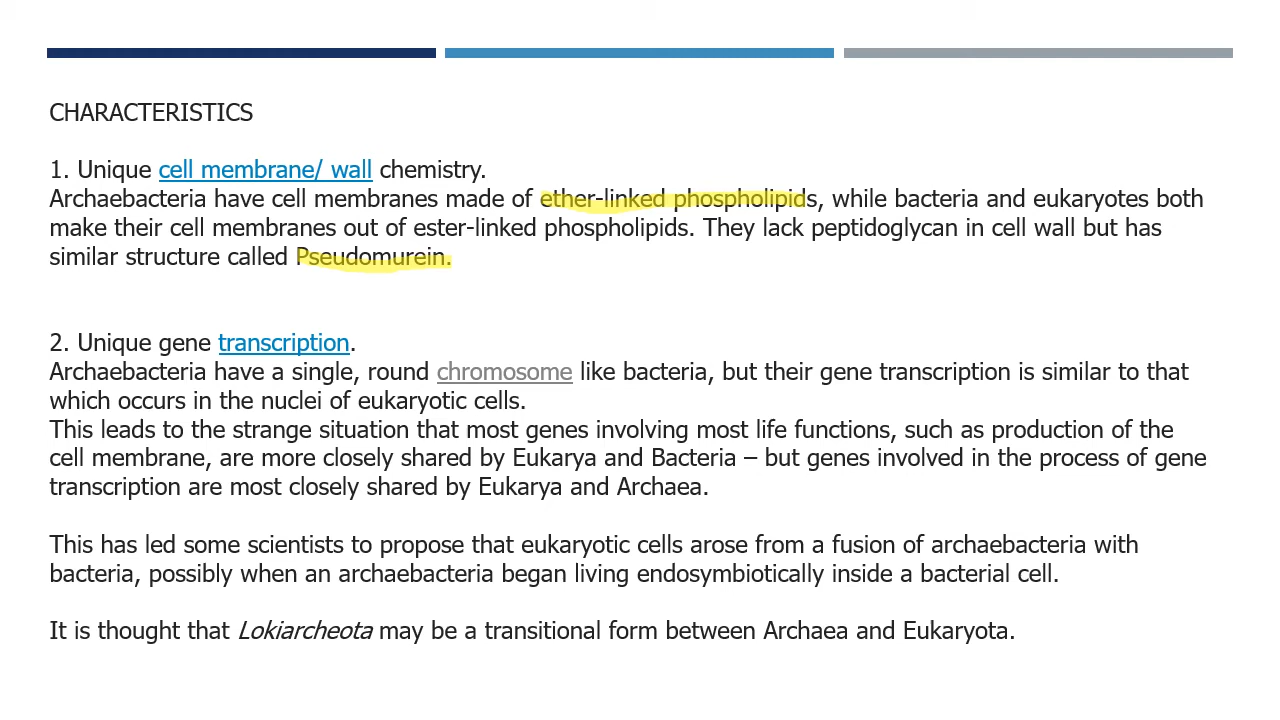 CHARACTERISTICS
1. Unique cell membrane/ wall chemistry.
Archaebacteria have cell membranes made of ether-linked phospholipids, while bacteria and eukaryotes both
make their cell membranes out of ester-linked phospholipids. They lack peptidoglycan in cell wall but has
similar structure called Pseudomurein.
2. Unique gene transcription.
Archaebacteria have a single, round chromosome like bacteria, but their gene transcription is similar to that
which occurs in the nuclei of eukaryotic cells.
This leads to the strange situation that most genes involving most life functions, such as production of the
cell membrane, are more closely shared by Eukarya and Bacteria – but genes involved in the process of gene
transcription are most closely shared by Eukarya and Archaea.
This has led some scientists to propose that eukaryotic cells arose from a fusion of archaebacteria with
bacteria, possibly when an archaebacteria began living endosymbiotically inside a bacterial cell.
It is thought that Lokiarcheota may be a transitional form between Archaea and Eukaryota.